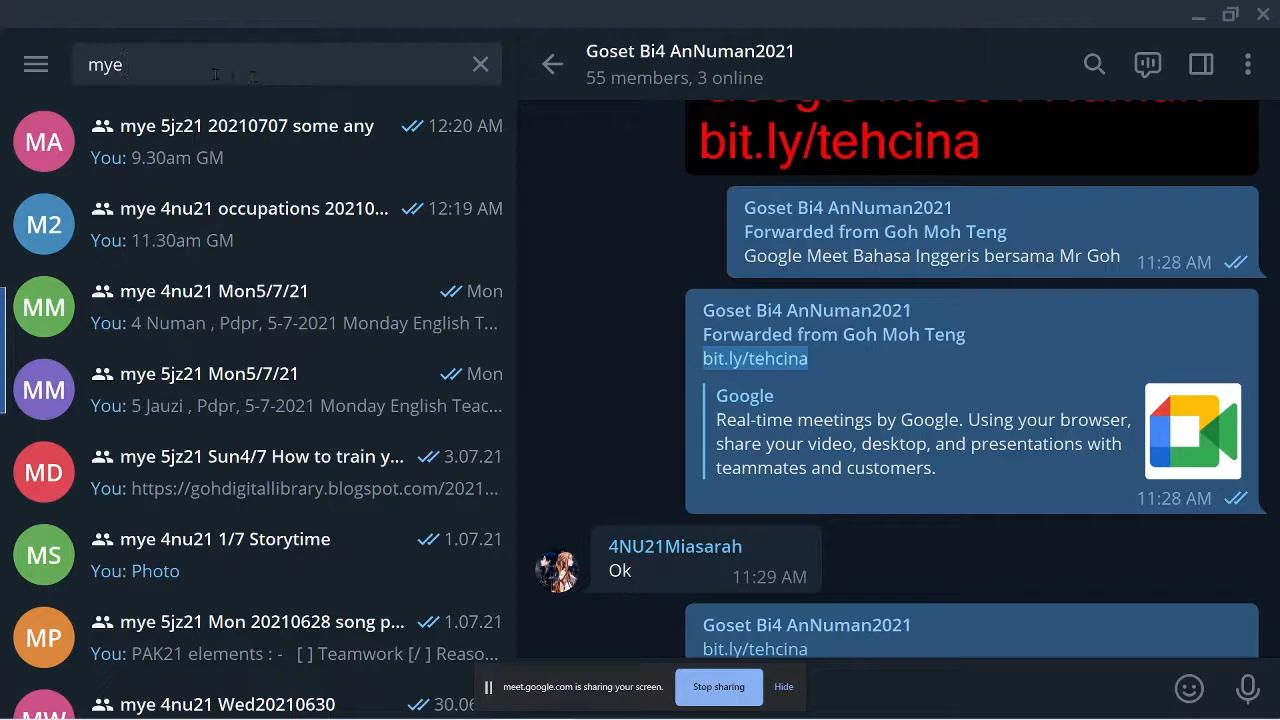 mye
MA
mye 5jz21 20210707 some any
12:20 AM
You: 9.30am GM
M2
mye 4nu21 occupations 20210...
12:19 AM
You: 11.30am GM
MM
mye 4nu21 Mon5/7/21
Mon
You: 4 Numan , Pdpr, 5-7-2021 Monday English T...
MM
mye 5jz21 Mon5/7/21
Mon
You: 5 Jauzi , Pdpr, 5-7-2021 Monday English Teac...
MD
mye 5jz21 Sun4/7 How to train y...
3.07.21
You: https://gohdigitallibrary.blogspot.com/2021...
MS
mye 4nu21 1/7 Storytime
1.07.21
You: Photo
MP
mye 5jz21 Mon 20210628 song p...
1.07.21
You: PAK21 elements : - [ ] Teamwork [/ ] Reaso...
mye 4nu21 Wed20210630
30.06
Goset Bi4 AnNuman2021
55 members, 3 online
bit.ly/tehcina
Goset Bi4 AnNuman2021
Forwarded from Goh Moh Teng
Google Meet Bahasa Inggeris bersama Mr Goh
11:28 AM
Goset Bi4 AnNuman2021
Forwarded from Goh Moh Teng
bit.ly/tehcina
Google
Real-time meetings by Google. Using your browser,
share your video, desktop, and presentations with
teammates and customers.
11:28 AM
4NU21Miasarah
Ok
11:29 AM
Goset Bi4 AnNuman2021
bit.ly/tehcina
meet.google.com is sharing your screen.
Stop sharing
Hide